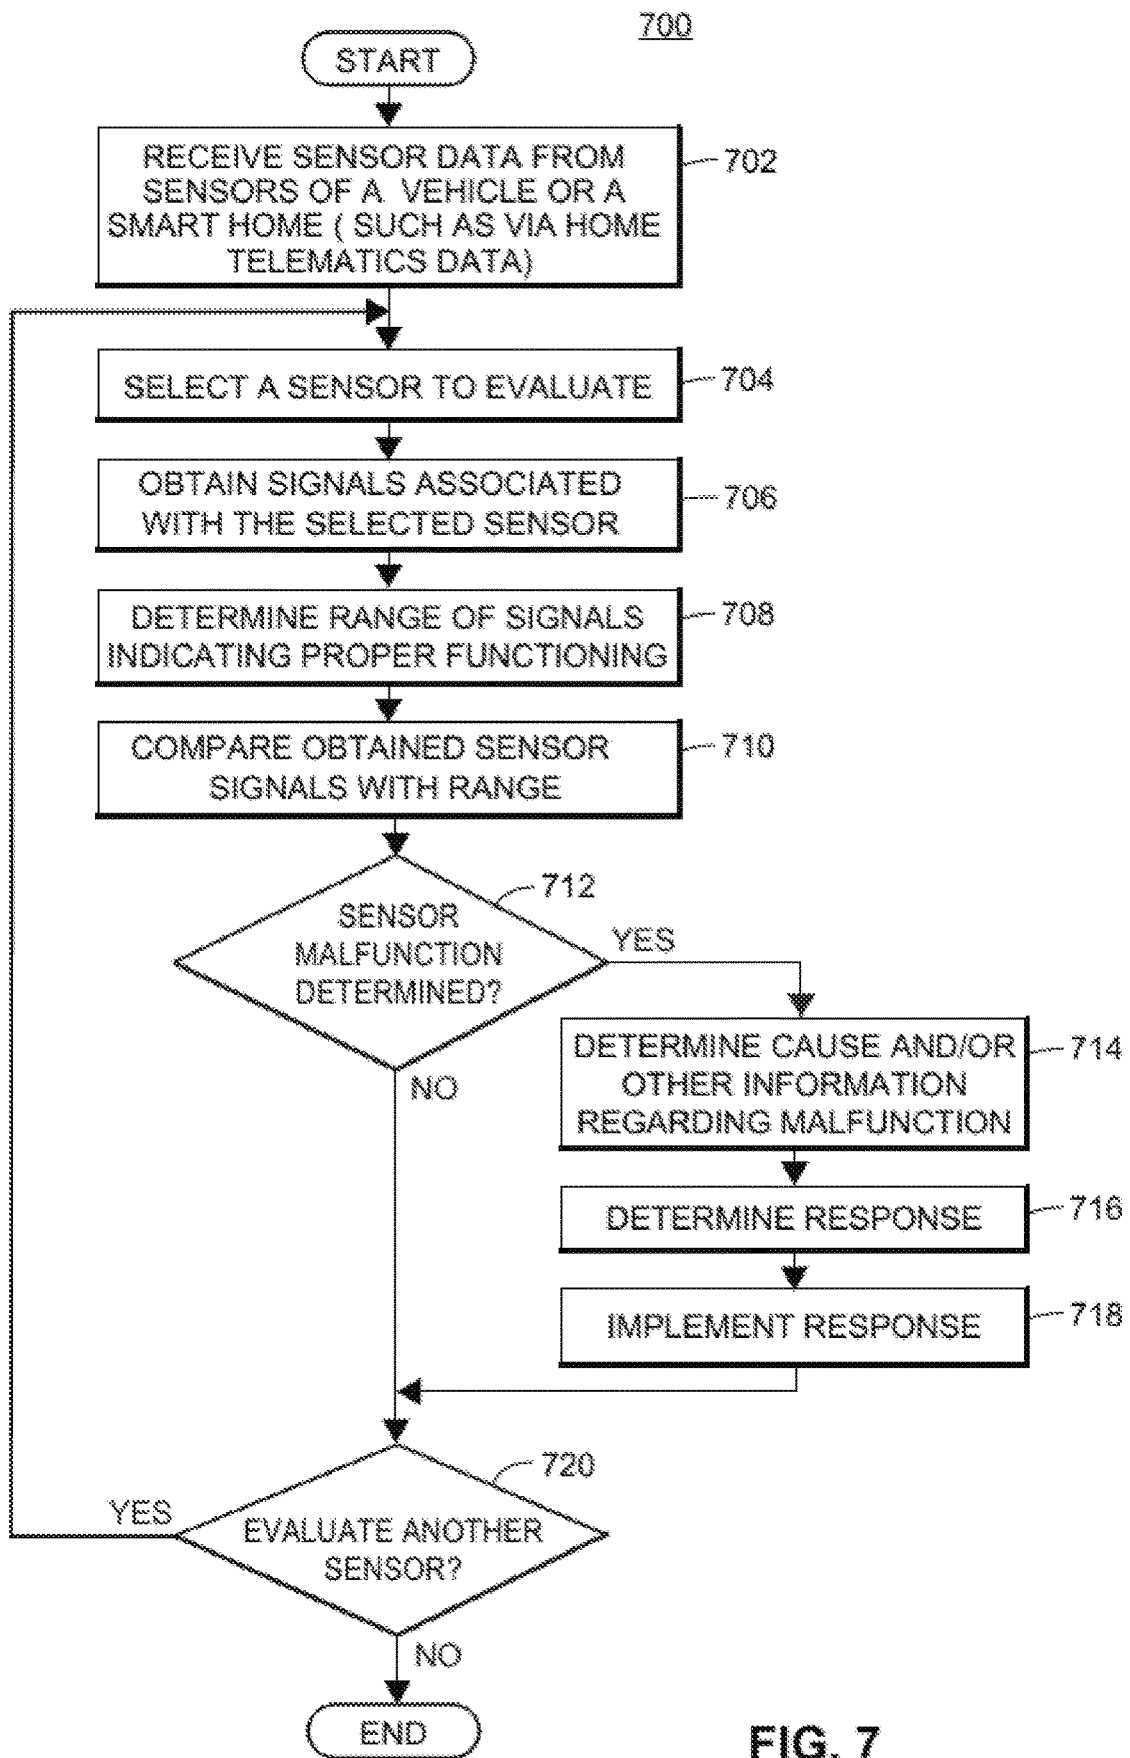 700
START
RECEIVE SENSOR DATA FROM
SENSORS OF A VEHICLE OR A
SMART HOME ( SUCH AS VIA HOME
TELEMATICS DATA)
702
SELECT A SENSOR TO EVALUATE
704
OBTAIN SIGNALS ASSOCIATED
WITH THE SELECTED SENSOR
706
DETERMINE RANGE OF SIGNALS
INDICATING PROPER FUNCTIONING
708
COMPARE OBTAINED SENSOR
SIGNALS WITH RANGE
710
712
SENSOR
MALFUNCTION
DETERMINED?
YES
NO
DETERMINE CAUSE AND/OR
OTHER INFORMATION
REGARDING MALFUNCTION
714
DETERMINE RESPONSE
716
IMPLEMENT RESPONSE
718
720
EVALUATE ANOTHER
SENSOR?
YES
NO
END
FIG. 7